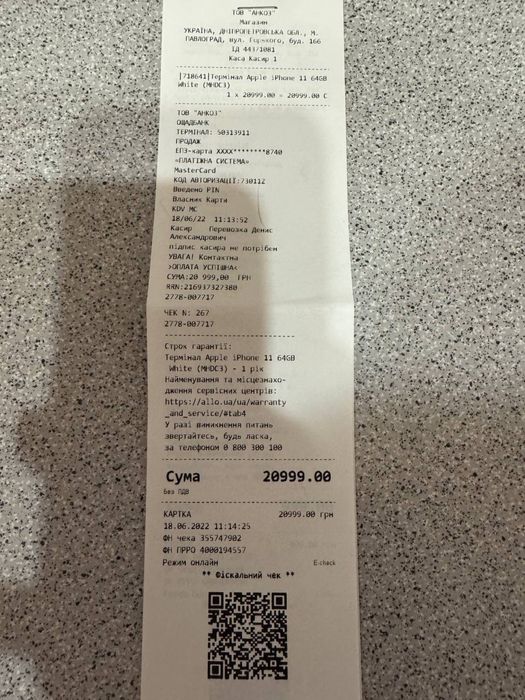 ТОВ "АНКОЗ"
Магазин
УКРАЇНА, ДНІПРОПЕТРОВСЬКА ОБЛ., М.
ПАВЛОГРАД, вул. Горького, буд. 166
ІД 44371081
Каса Касир 1
|718641|Термінал Apple iPhone 11 64GB
White (MHDC3)
1 x 20999.00 = 20999.00 С
ТОВ "АНКОЗ"
ОЩАДБАНК
ТЕРМІНАЛ: 50313911
ПРОДАЖ
ЕПЗ-карта XXXX********8740
«ПЛАТІЖНА СИСТЕМА»
MasterCard
КОД АВТОРИЗАЦІЇ:730112
Введено PIN
Власник Карти
KDV MC
18/06/22 11:13:52
Касир Перевозка Денис
Александрович
підпис касира не потрібен
УВАГА! Контактна
>ОПЛАТА УСПІШНА<
СУМА:20 999,00 ГРН
RRN:216937327380
2778-007717
ЧЕК N: 267
2778-007717
Строк гарантії:
Термінал Apple iPhone 11 64GB
White (MHDC3) - 1 рік
Найменування та місцезнахо-
дження сервісних центрів:
https://allo.ua/ua/warranty
_and_service/#tab4
У разі виникнення питань
звертайтесь, будь ласка,
за телефоном 0 800 300 100
Сума 20999.00
Без ПДВ
КАРТКА 20999.00 грн
18.06.2022 11:14:25
ФН чека 355747902
ФН ПРРО 4000194557
Режим онлайн E-check
** Фіскальний чек **